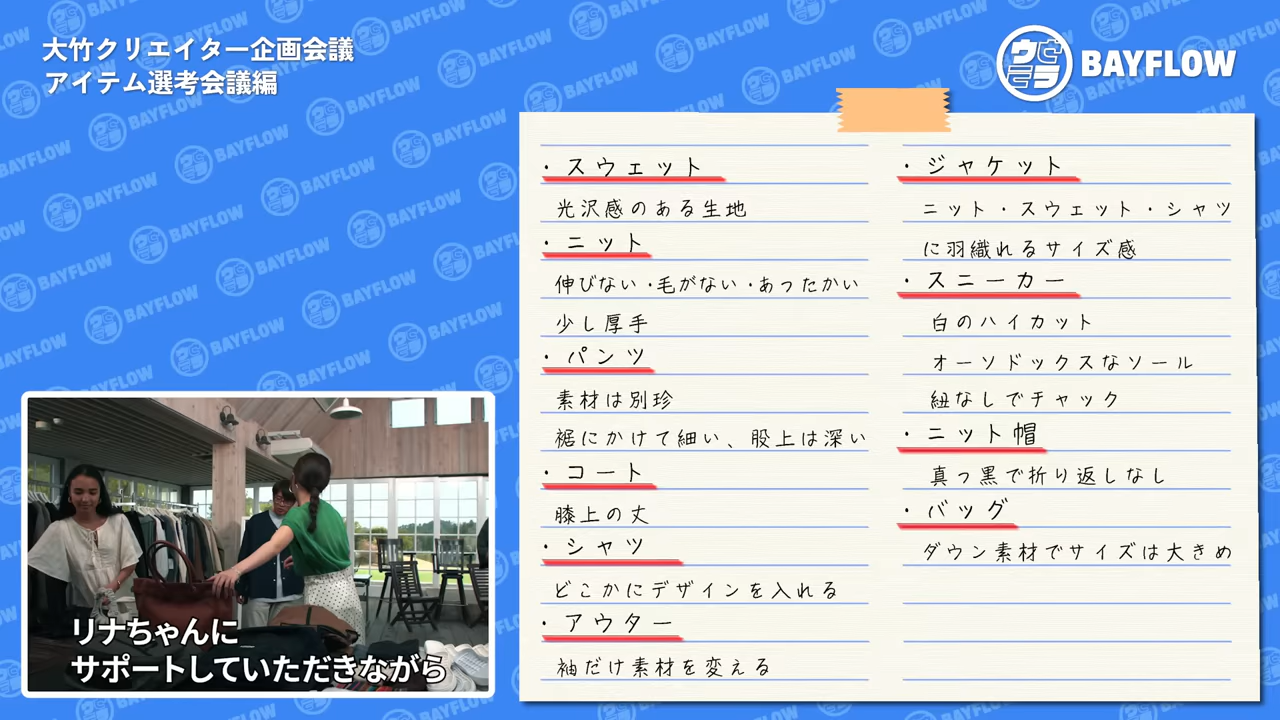 大竹クリエイター企画会議
アイテム選考会議編
BAYFLOW
・スウェット
光沢感のある生地
・ニット
伸びない・毛がない・あったかい
少し厚手
・パンツ
素材は別珍
裾にかけて細い、股上は深い
・コート
膝上の丈
・シャツ
どこかにデザインを入れる
・アウター
袖だけ素材を変える
・ジャケット
ニット・スウェット・シャツ
に羽織れるサイズ感
・スニーカー
白のハイカット
オーソドックスなソール
紐なしでチャック
・ニット帽
真っ黒で折り返しなし
・バッグ
ダウン素材でサイズは大きめ
リナちゃんに
サポートしていただきながら